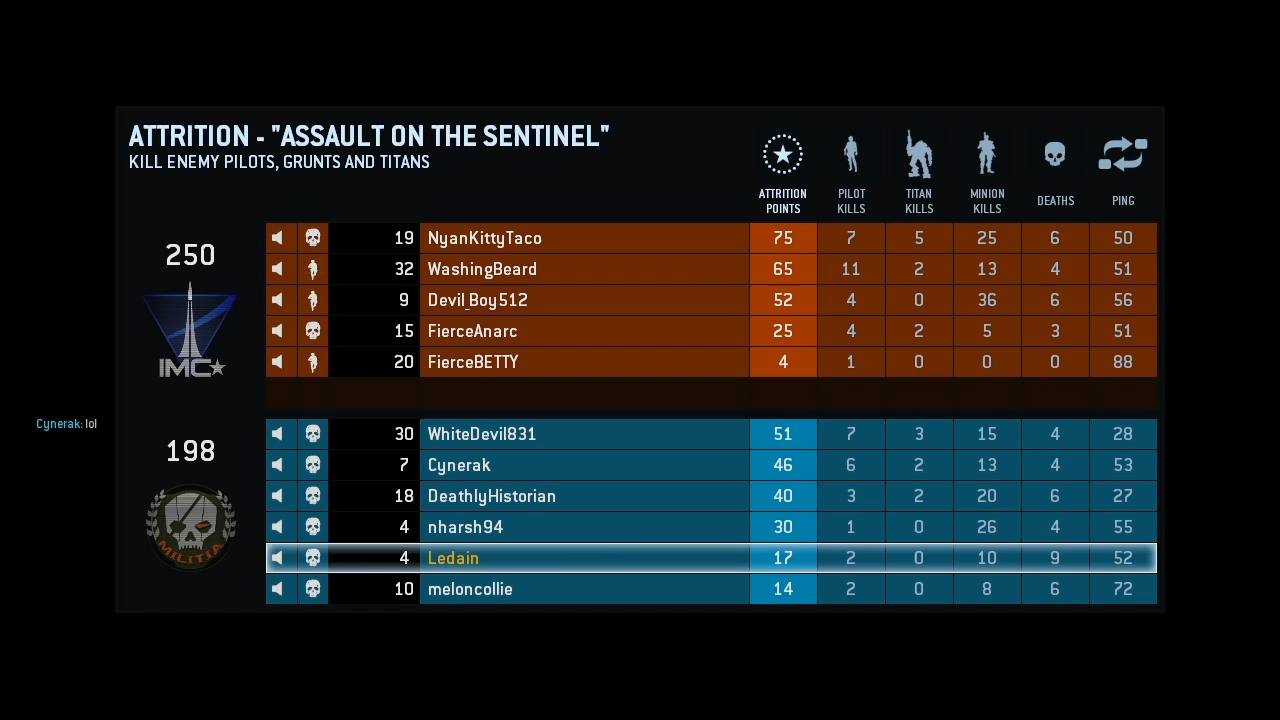 ATTRITION - "ASSAULT ON THE SENTINEL"
KILL ENEMY PILOTS, GRUNTS AND TITANS
ATTRITION POINTS PILOT KILLS TITAN KILLS MINION KILLS DEATHS PING
250
IMC
19 NyanKittyTaco 75 7 5 25 6 50
32 WashingBeard 65 11 2 13 4 51
9 Devil_Boy512 52 4 0 36 6 56
15 FierceAnarc 25 4 2 5 3 51
20 FierceBETTY 4 1 0 0 0 88
Cynerak: lol
198
MILITIA
30 WhiteDevil831 51 7 3 15 4 28
7 Cynerak 46 6 2 13 4 53
18 DeathlyHistorian 40 3 2 20 6 27
4 nharsh94 30 1 0 26 4 55
4 Ledain 17 2 0 10 9 52
10 meloncollie 14 2 0 8 6 72